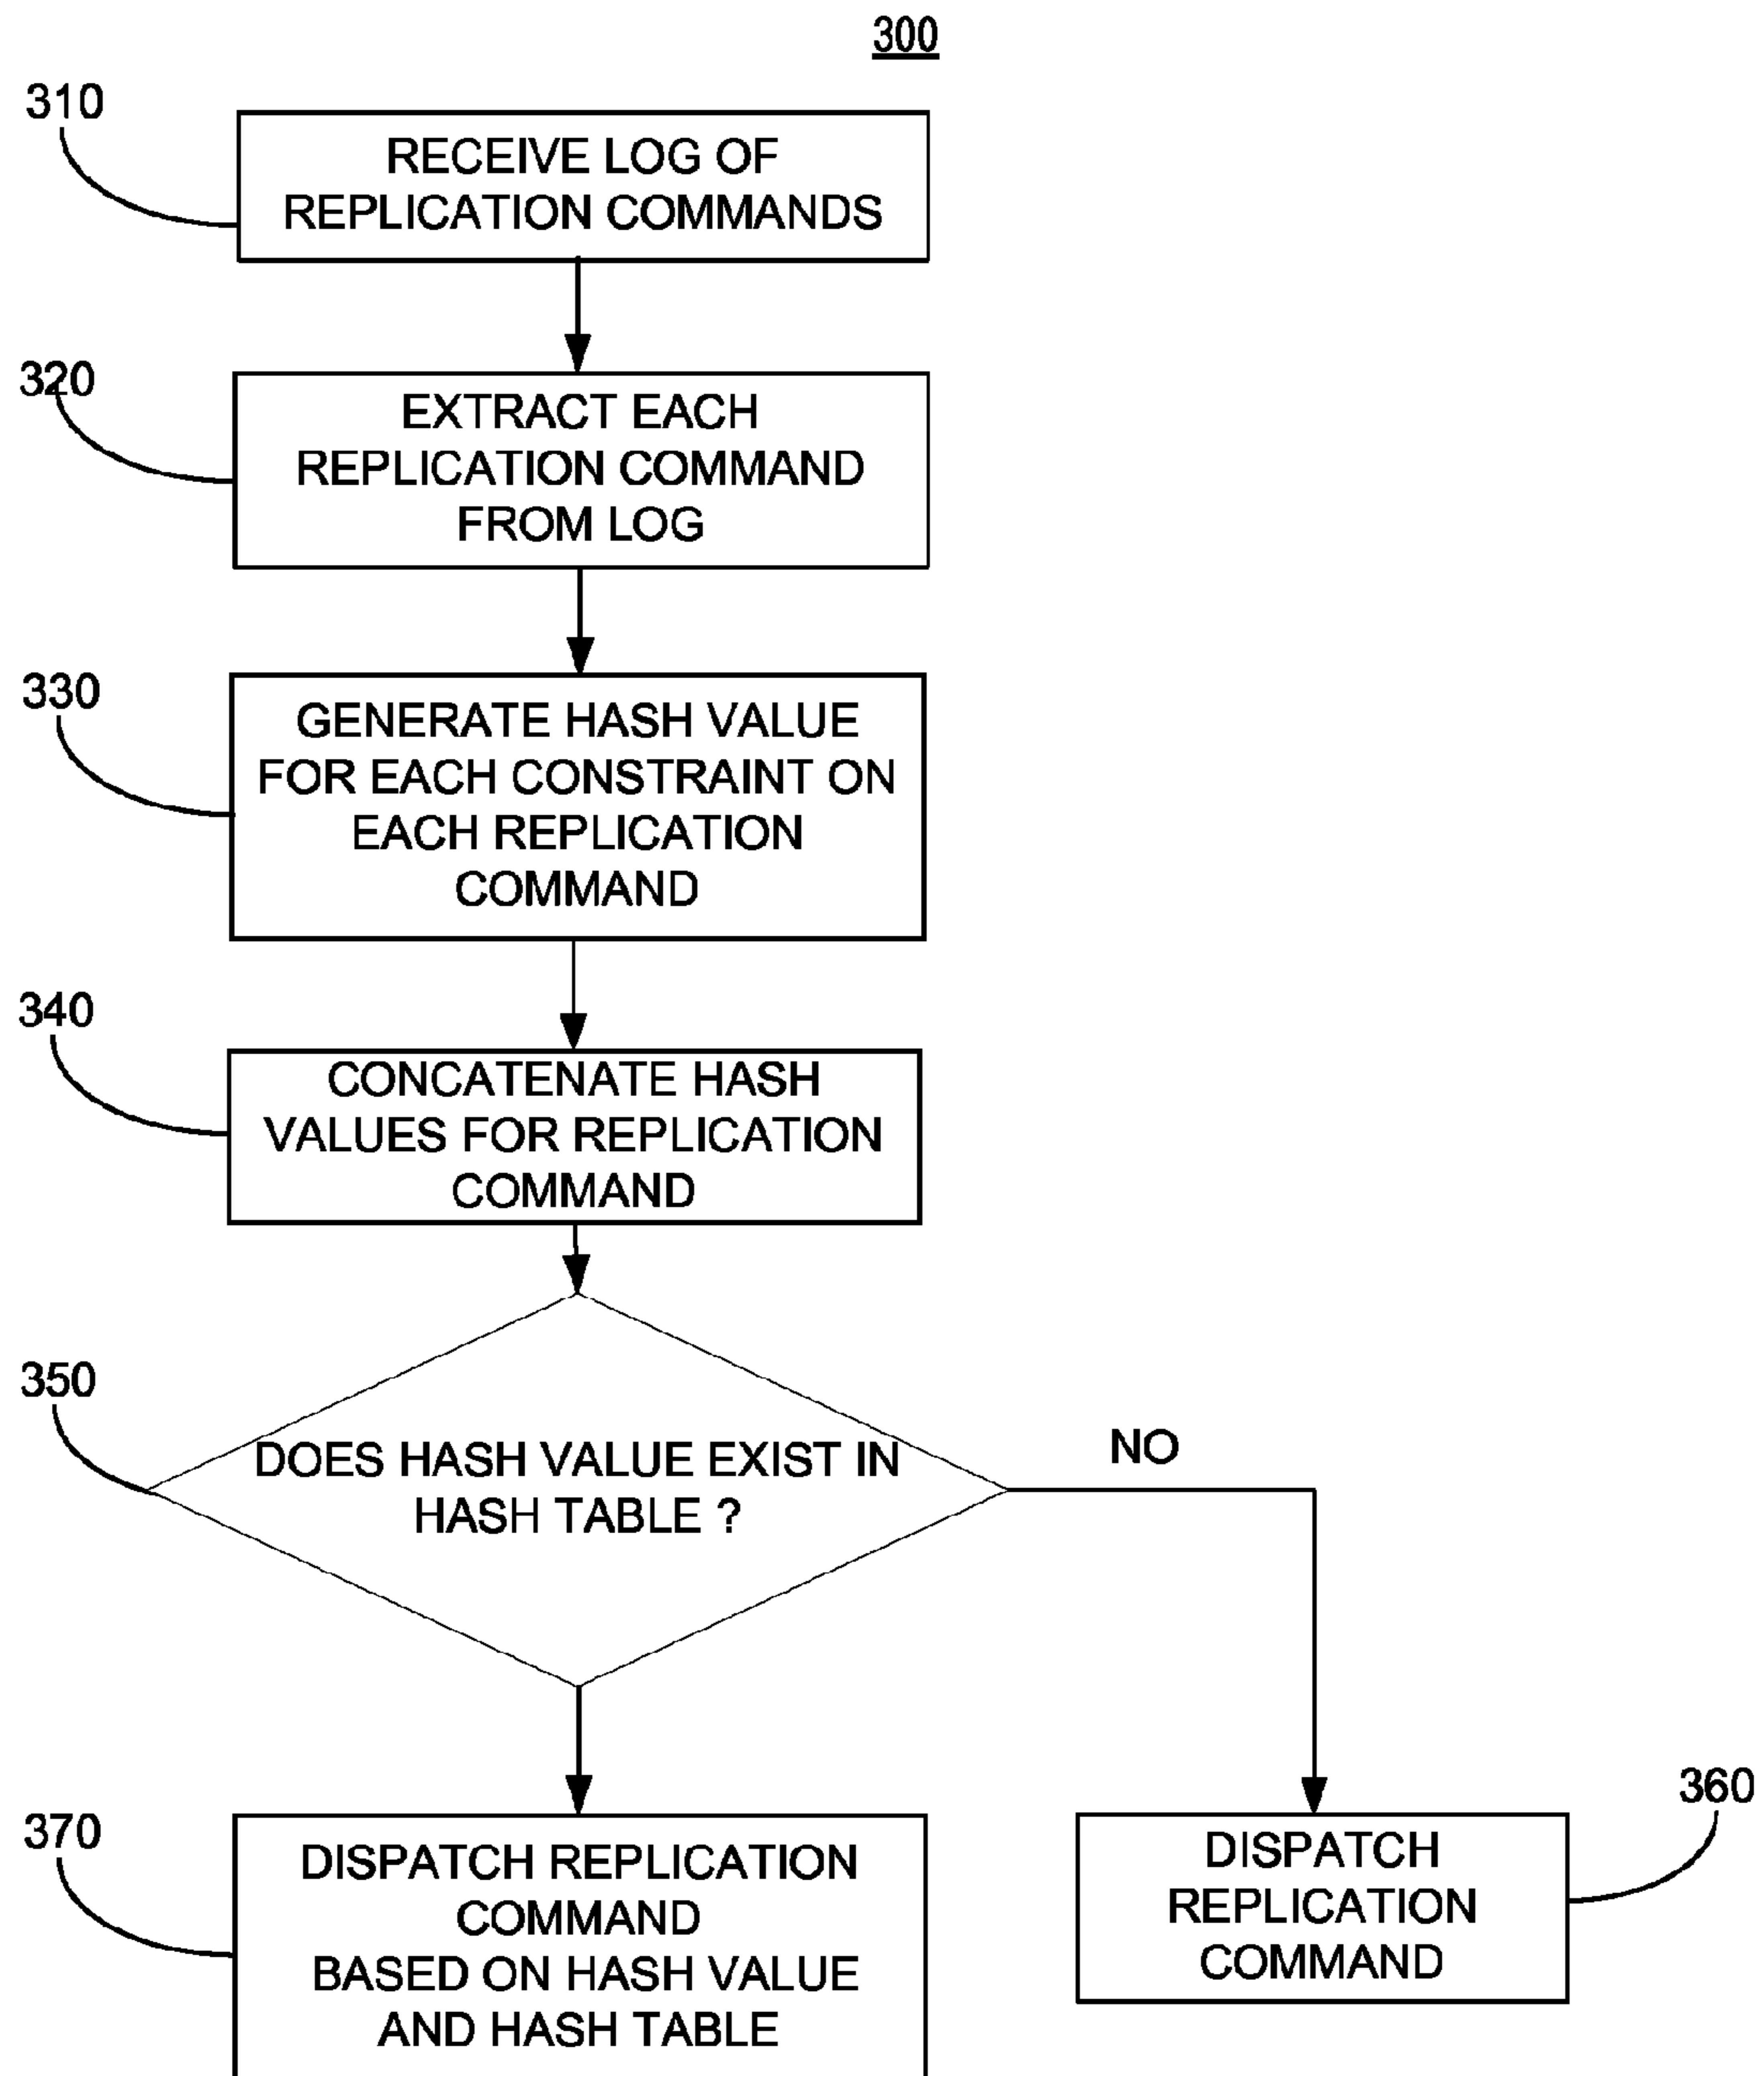 300
310
RECEIVE LOG OF
REPLICATION COMMANDS
320
EXTRACT EACH
REPLICATION COMMAND
FROM LOG
330
GENERATE HASH VALUE
FOR EACH CONSTRAINT ON
EACH REPLICATION
COMMAND
340
CONCATENATE HASH
VALUES FOR REPLICATION
COMMAND
350
DOES HASH VALUE EXIST IN
HASH TABLE ?
NO
370
DISPATCH REPLICATION
COMMAND
BASED ON HASH VALUE
AND HASH TABLE
360
DISPATCH
REPLICATION
COMMAND